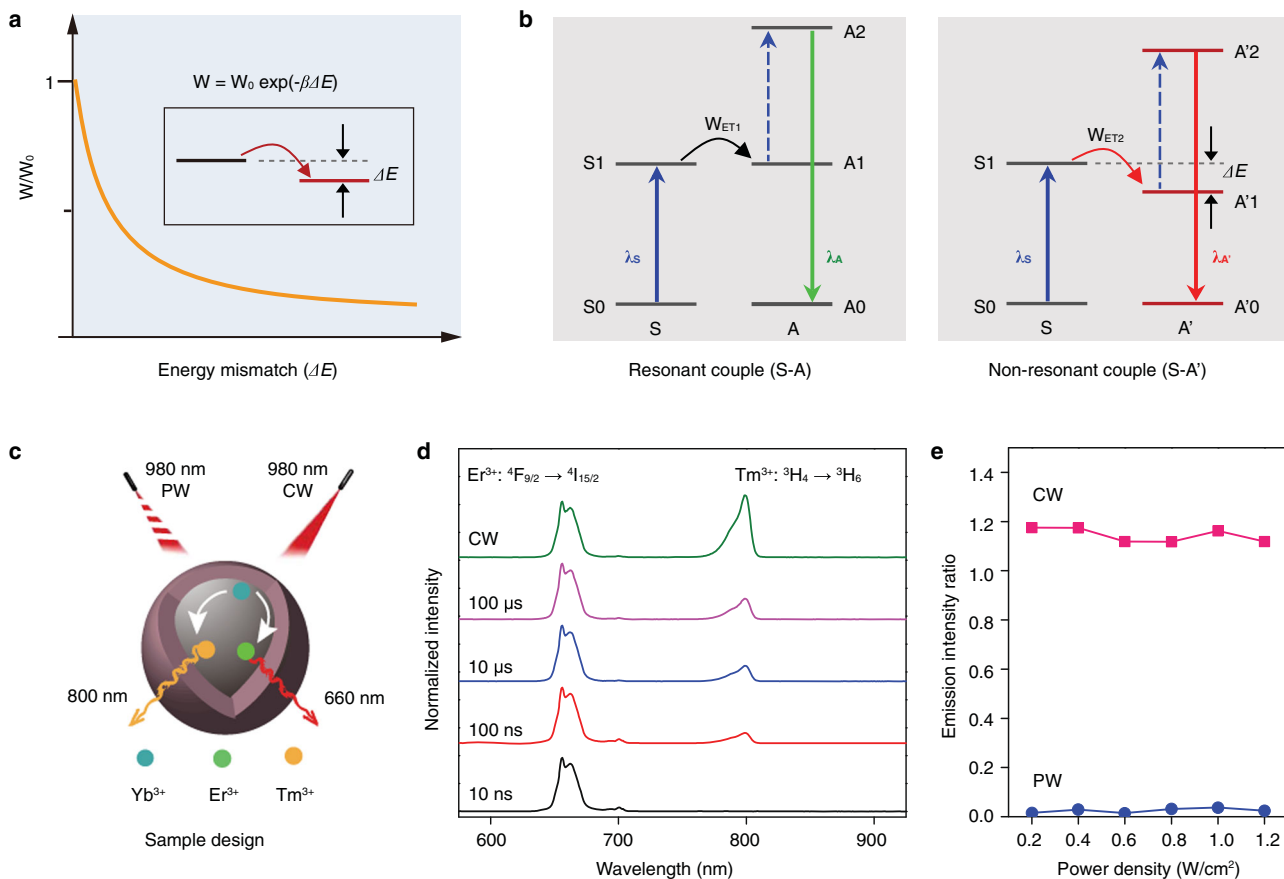 a
1
W/W₀
W = W₀ exp(-βΔE)
ΔE
Energy mismatch (ΔE)
b
A2
W_ET1
S1
A1
λ_S
λ_A
S0
A0
S
A
Resonant couple (S-A)
A'2
W_ET2
S1
ΔE
A'1
λ_S
λ_A'
S0
A'0
S
A'
Non-resonant couple (S-A')
c
980 nm
PW
980 nm
CW
800 nm
660 nm
Yb³⁺
Er³⁺
Tm³⁺
Sample design
d
Er³⁺: ⁴F₉/₂ → ⁴I₁₅/₂
Tm³⁺: ³H₄ → ³H₆
CW
100 µs
10 µs
100 ns
10 ns
Normalized intensity
600
700
800
900
Wavelength (nm)
e
CW
PW
Emission intensity ratio
1.4
1.2
1.0
0.8
0.6
0.4
0.2
0.0
0.2
0.4
0.6
0.8
1.0
1.2
Power density (W/cm²)